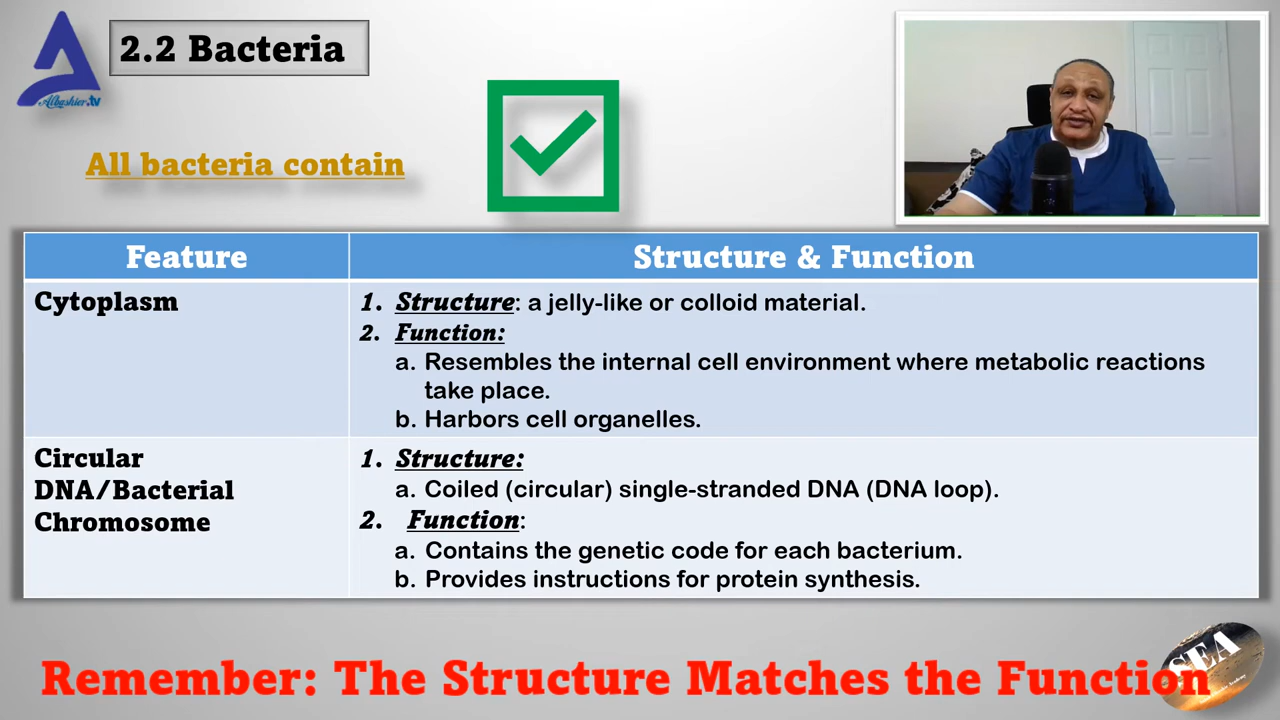 2.2 Bacteria
Albashier.tv
All bacteria contain
Feature
Structure & Function
Cytoplasm
1. Structure: a jelly-like or colloid material.
2. Function:
a. Resembles the internal cell environment where metabolic reactions
take place.
b. Harbors cell organelles.
Circular
DNA/Bacterial
Chromosome
1. Structure:
a. Coiled (circular) single-stranded DNA (DNA loop).
2. Function:
a. Contains the genetic code for each bacterium.
b. Provides instructions for protein synthesis.
Remember: The Structure Matches the Function
SEA